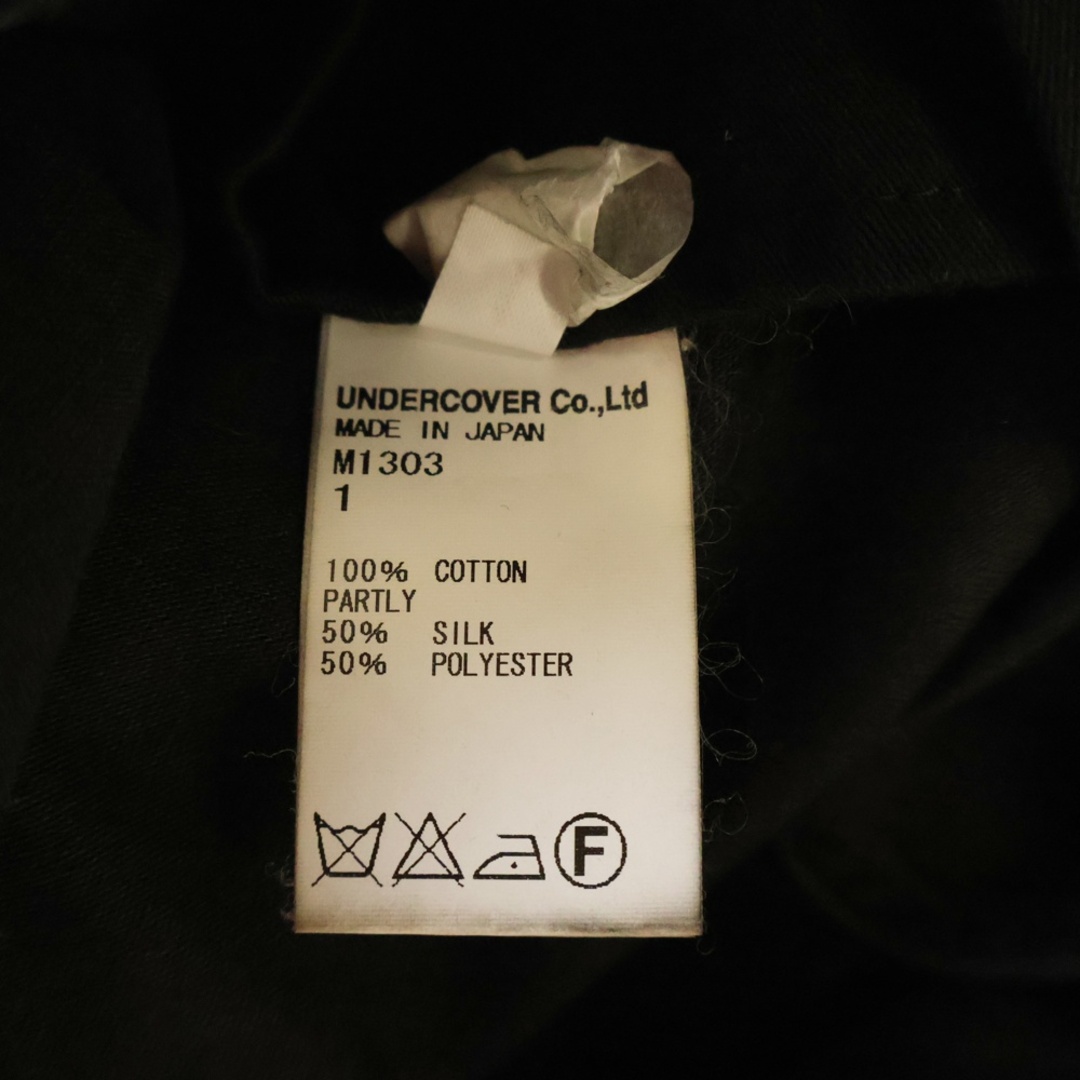 UNDERCOVER Co.,Ltd
MADE IN JAPAN
M1303
1
100% COTTON
PARTLY
50% SILK
50% POLYESTER
F